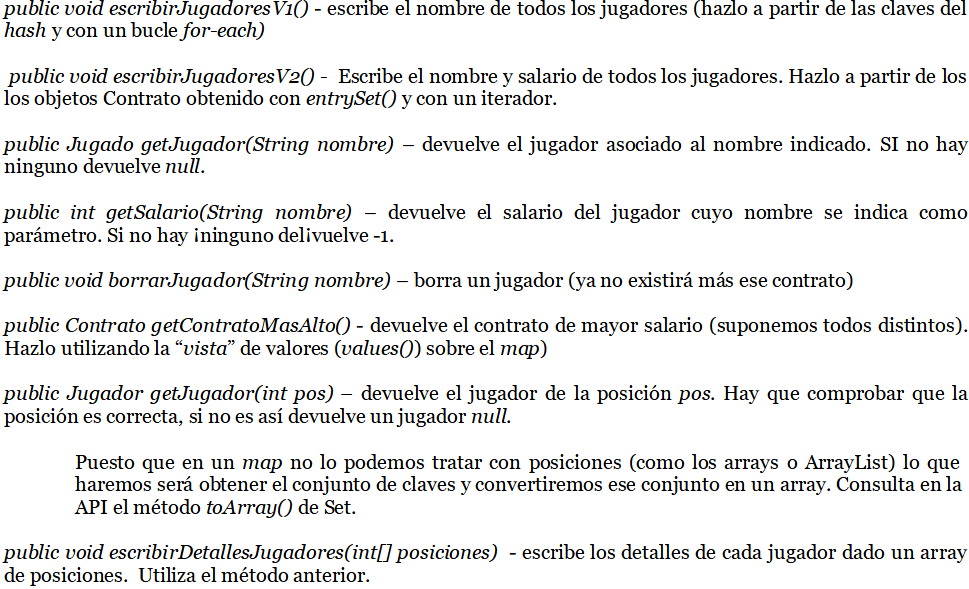 public void escribirJugadoresV1() - escribe el nombre de todos los jugadores (hazlo a partir de las claves del
hash y con un bucle for-each)
public void escribirJugadoresV2() - Escribe el nombre y salario de todos los jugadores. Hazlo a partir de los
los objetos Contrato obtenido con entrySet() y con un iterador.
public Jugado getJugador(String nombre) – devuelve el jugador asociado al nombre indicado. SI no hay
ninguno devuelve null.
public int getSalario(String nombre) – devuelve el salario del jugador cuyo nombre se indica como
parámetro. Si no hay ¡ninguno del¡vuelve -1.
public void borrarJugador(String nombre) – borra un jugador (ya no existirá más ese contrato)
public Contrato getContratoMasAlto() - devuelve el contrato de mayor salario (suponemos todos distintos).
Hazlo utilizando la “vista” de valores (values()) sobre el map)
public Jugador getJugador(int pos) – devuelve el jugador de la posición pos. Hay que comprobar que la
posición es correcta, si no es así devuelve un jugador null.
Puesto que en un map no lo podemos tratar con posiciones (como los arrays o ArrayList) lo que
haremos será obtener el conjunto de claves y convertiremos ese conjunto en un array. Consulta en la
API el método toArray() de Set.
public void escribirDetallesJugadores(int[] posiciones) - escribe los detalles de cada jugador dado un array
de posiciones. Utiliza el método anterior.